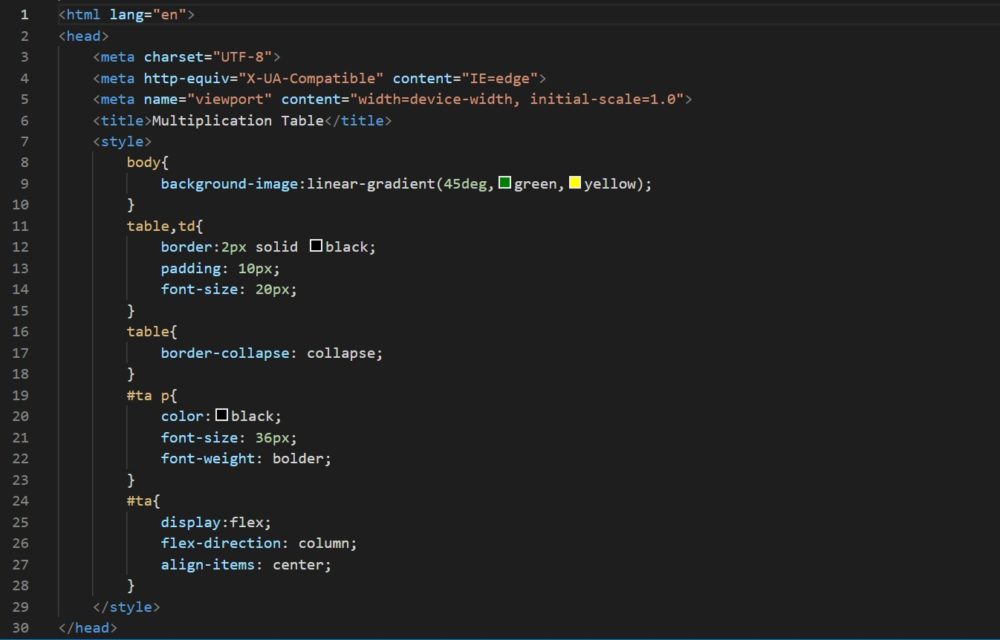 1 <html lang="en">
2 <head>
3     <meta charset="UTF-8">
4     <meta http-equiv="X-UA-Compatible" content="IE=edge">
5     <meta name="viewport" content="width=device-width, initial-scale=1.0">
6     <title>Multiplication Table</title>
7     <style>
8         body{
9             background-image:linear-gradient(45deg,green,yellow);
10         }
11         table,td{
12             border:2px solid black;
13             padding: 10px;
14             font-size: 20px;
15         }
16         table{
17             border-collapse: collapse;
18         }
19         #ta p{
20             color:black;
21             font-size: 36px;
22             font-weight: bolder;
23         }
24         #ta{
25             display:flex;
26             flex-direction: column;
27             align-items: center;
28         }
29     </style>
30 </head>